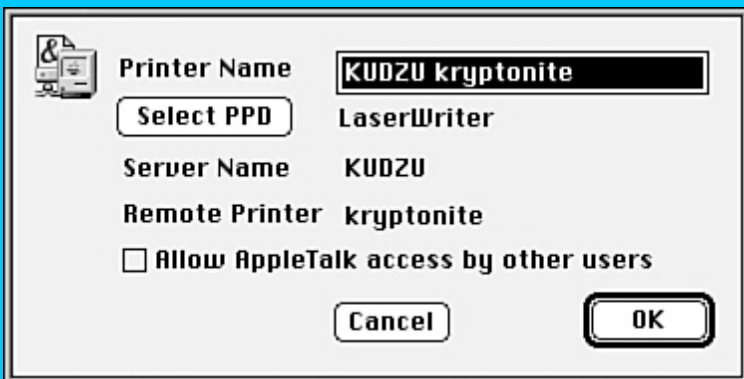 Printer Name KUDZU kryptonite
Select PPD LaserWriter
Server Name KUDZU
Remote Printer kryptonite
Allow AppleTalk access by other users
Cancel OK